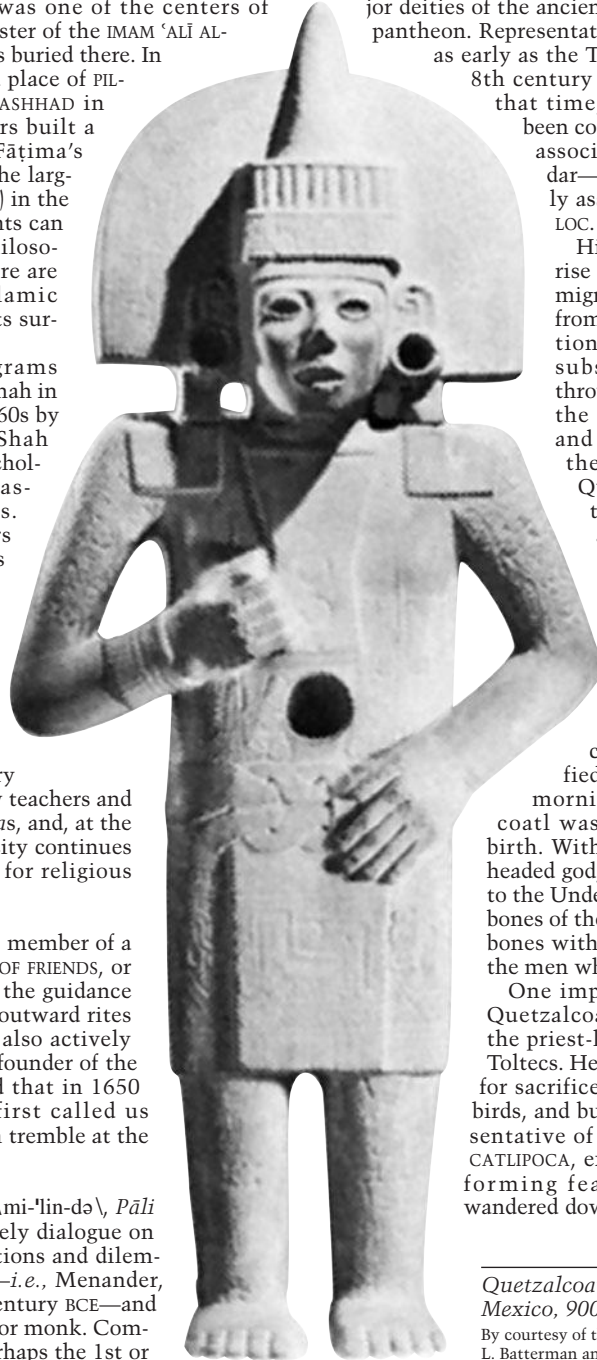 was one of the centers of
ster of the IMAM ʿALĪ AL-
s buried there. In
place of PIL-
ASHHAD in
rs built a
Fāṭima's
he larg-
) in the
nts can
iloso-
re are
lamic
ts sur-
grams
nah in
60s by
Shah
chol-
as-
s.
rs
s
ry
teachers and
s, and, at the
ity continues
for religious
member of a
OF FRIENDS, or
the guidance
outward rites
also actively
founder of the
d that in 1650
first called us
tremble at the
\mi-ˈlin-də\, Pāli
ely dialogue on
tions and dilem-
—i.e., Menander,
entury BCE—and
or monk. Com-
rhaps the 1st or
jor deities of the ancien
pantheon. Representat
as early as the T
8th century
that time
been co
associ
dar—
ly as
LOC.
Hi
rise
migr
from
tion
subs
thro
the
and
the
Q
t
c
fied
morni
coatl was
birth. With
headed god
to the Unde
bones of the
bones with
the men wh
One imp
Quetzalcoa
the priest-l
Toltecs. He
for sacrifice
birds, and bu
sentative of
CATLIPOCA, e
forming fea
wandered dow
Quetzalcoa
Mexico, 900
By courtesy of t
L. Batterman an